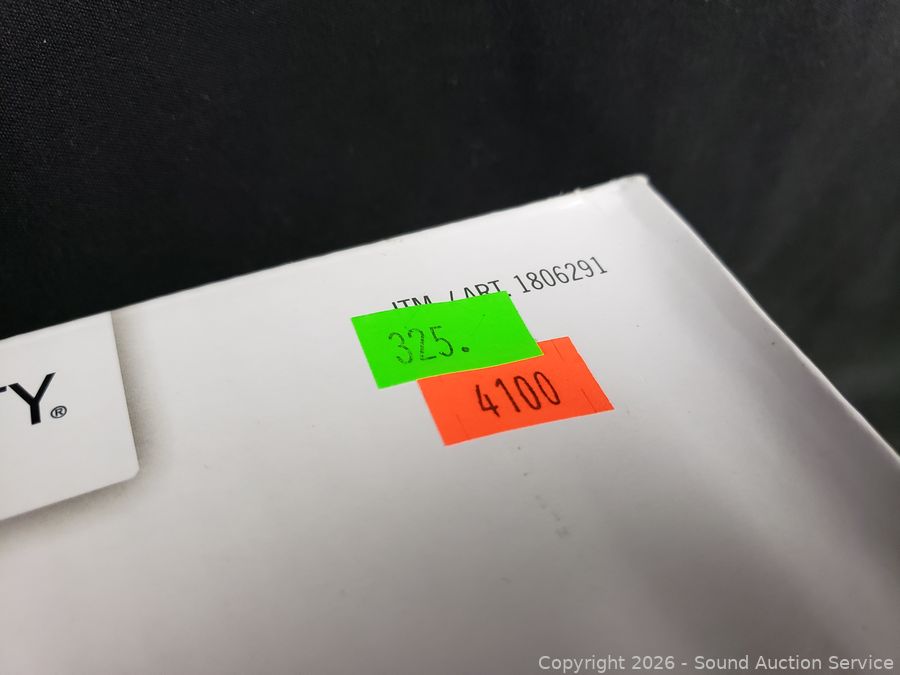 ITM. / ART. 1806291
325.
4100
TY®
Copyright 2026 - Sound Auction Service